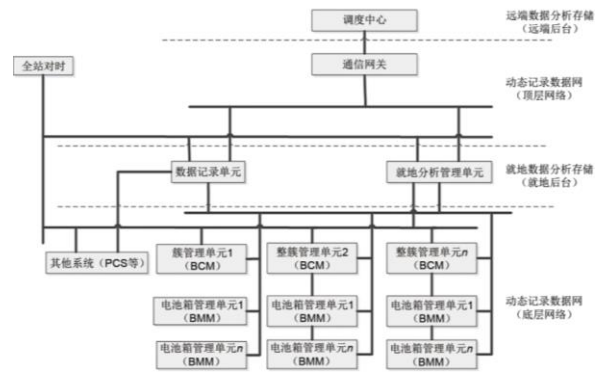 调度中心
远端数据分析存储
（远端后台）
全站对时
通信网关
动态记录数据网
（顶层网络）
数据记录单元
就地分析管理单元
就地数据分析存储
（就地后台）
其他系统（PCS等）
簇管理单元1
（BCM）
整簇管理单元2
（BCM）
整簇管理单元n
（BCM）
电池箱管理单元1
（BMM）
电池箱管理单元1
（BMM）
电池箱管理单元1
（BMM）
动态记录数据网
（底层网络）
电池箱管理单元n
（BMM）
电池箱管理单元n
（BMM）
电池箱管理单元n
（BMM）